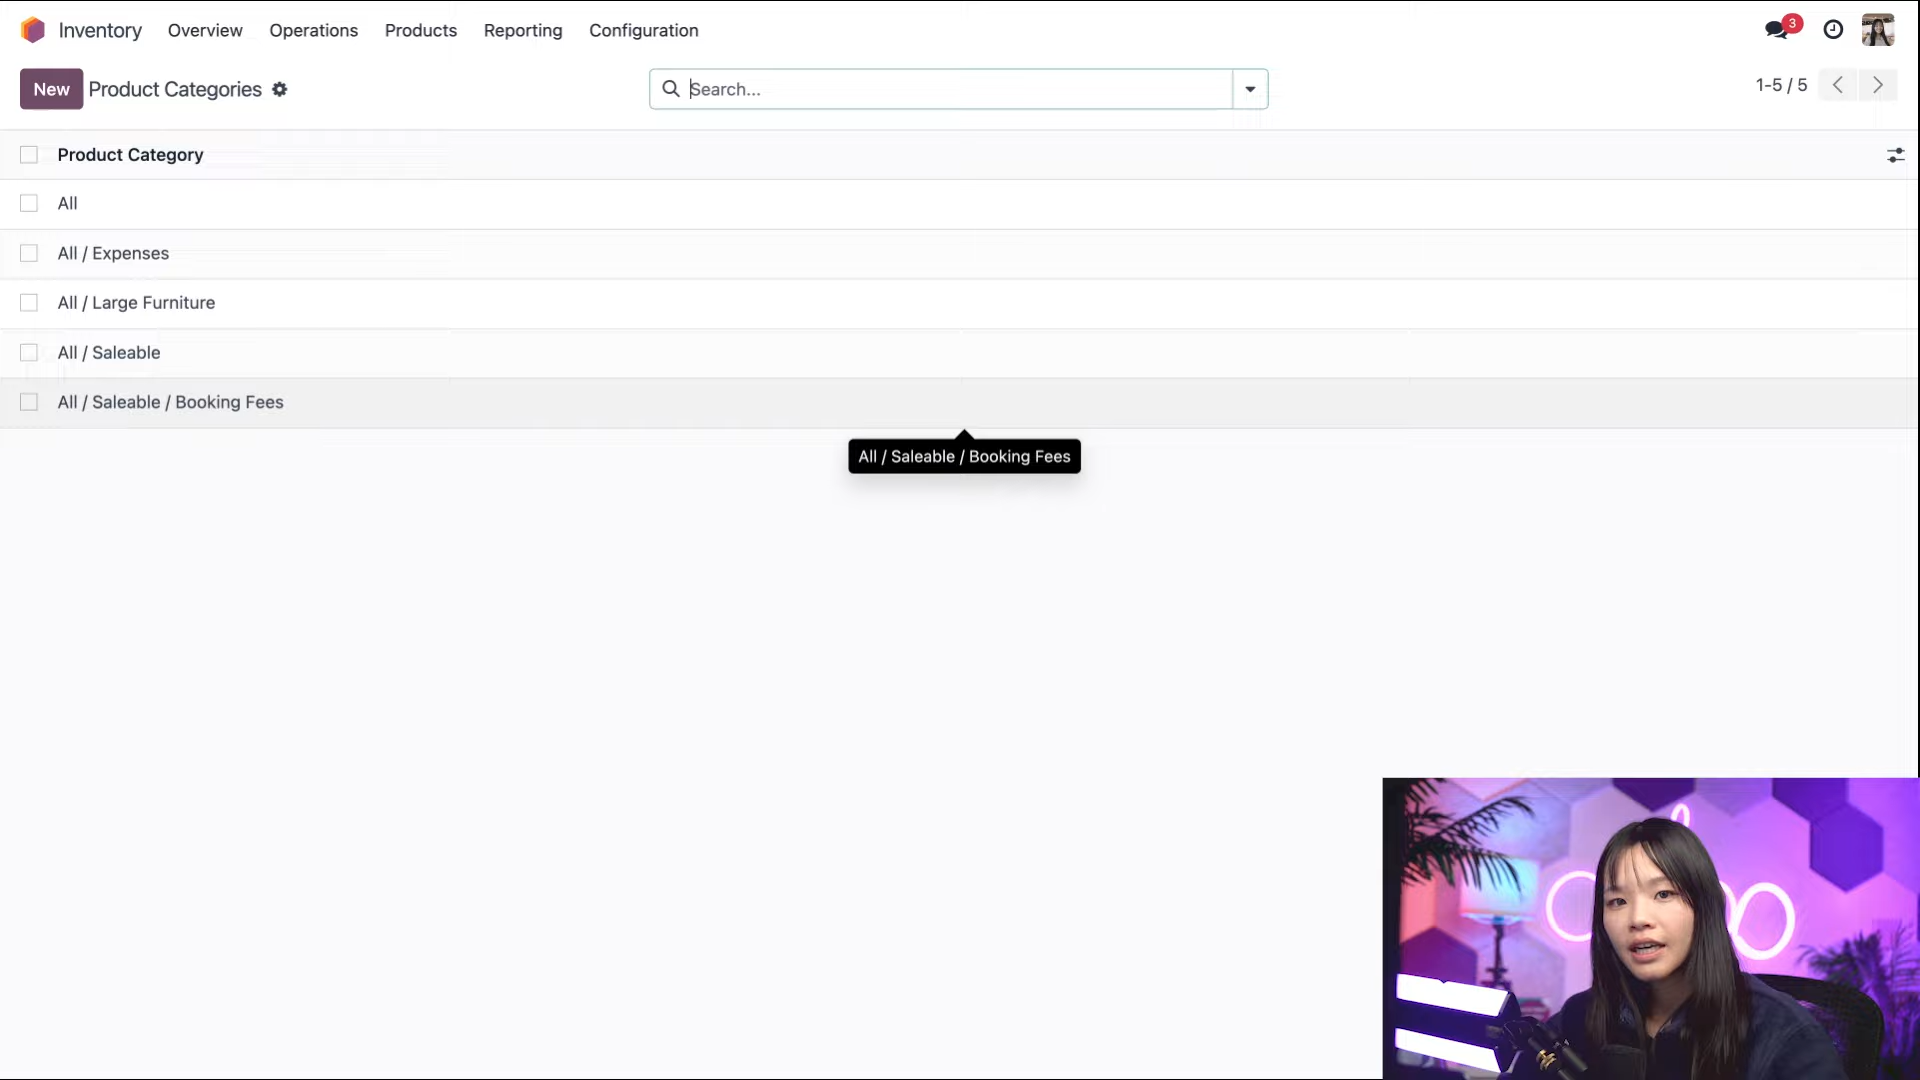 Inventory Overview Operations Products Reporting Configuration 3
New Product Categories Search... 1-5 / 5
Product Category
All
All / Expenses
All / Large Furniture
All / Saleable
All / Saleable / Booking Fees
All / Saleable / Booking Fees